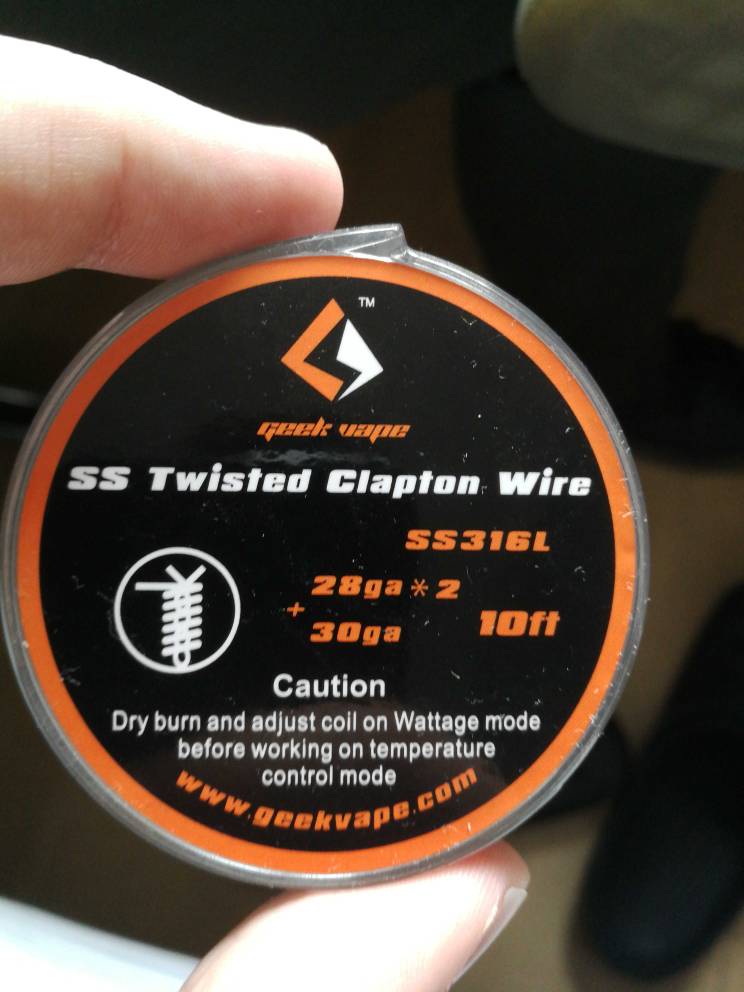 TM
geek vape
SS Twisted Clapton Wire
SS316L
28ga * 2
+
30ga
10ft
Caution
Dry burn and adjust coil on Wattage mode
before working on temperature
control mode
www.geekvape.com